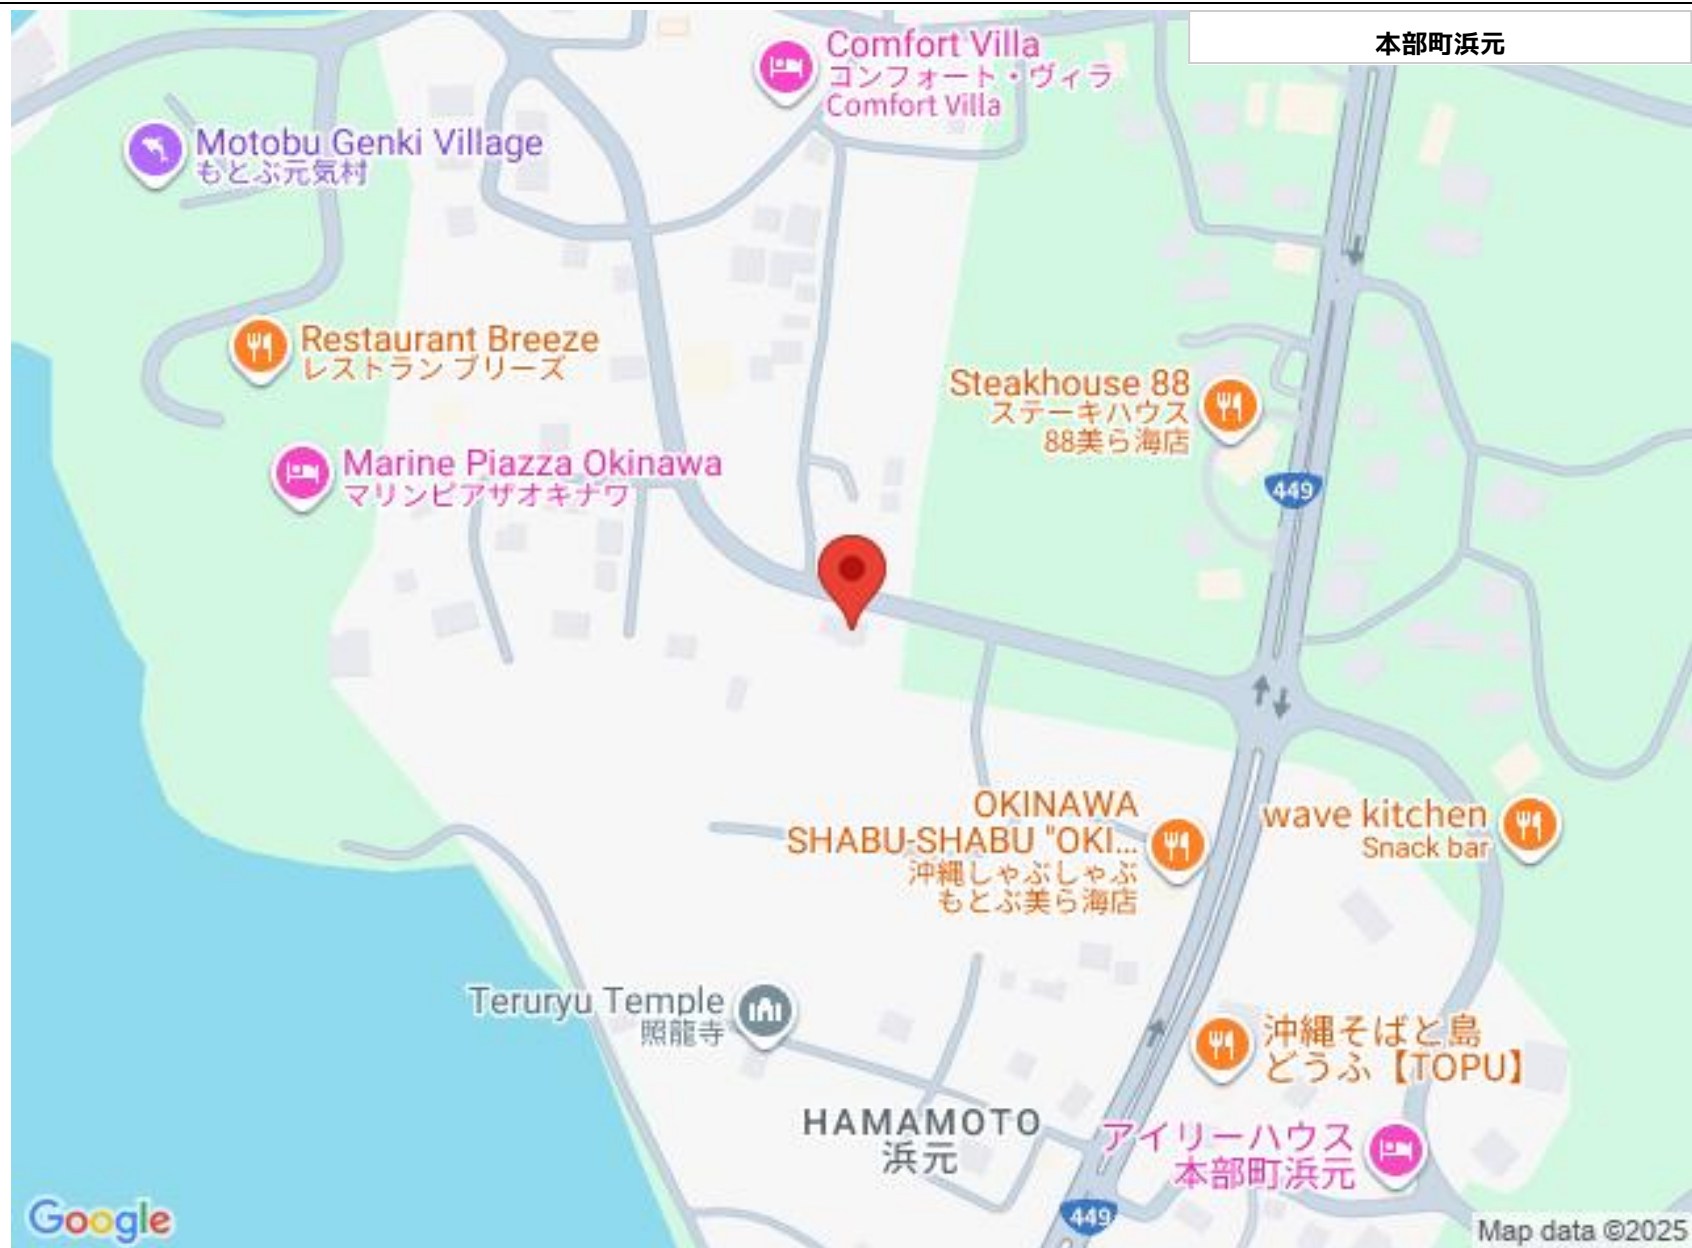 本部町浜元
Comfort Villa
コンフォート・ヴィラ
Comfort Villa
Motobu Genki Village
もとぶ元気村
Restaurant Breeze
レストラン ブリーズ
Steakhouse 88
ステーキハウス
88美ら海店
Marine Piazza Okinawa
マリンピアザオキナワ
449
OKINAWA
SHABU-SHABU "OKI...
沖縄しゃぶしゃぶ
もとぶ美ら海店
wave kitchen
Snack bar
Teruryu Temple
照龍寺
沖縄そばと島
どうふ【TOPU】
HAMAMOTO
浜元
アイリーハウス
本部町浜元
449
Google
Map data ©2025